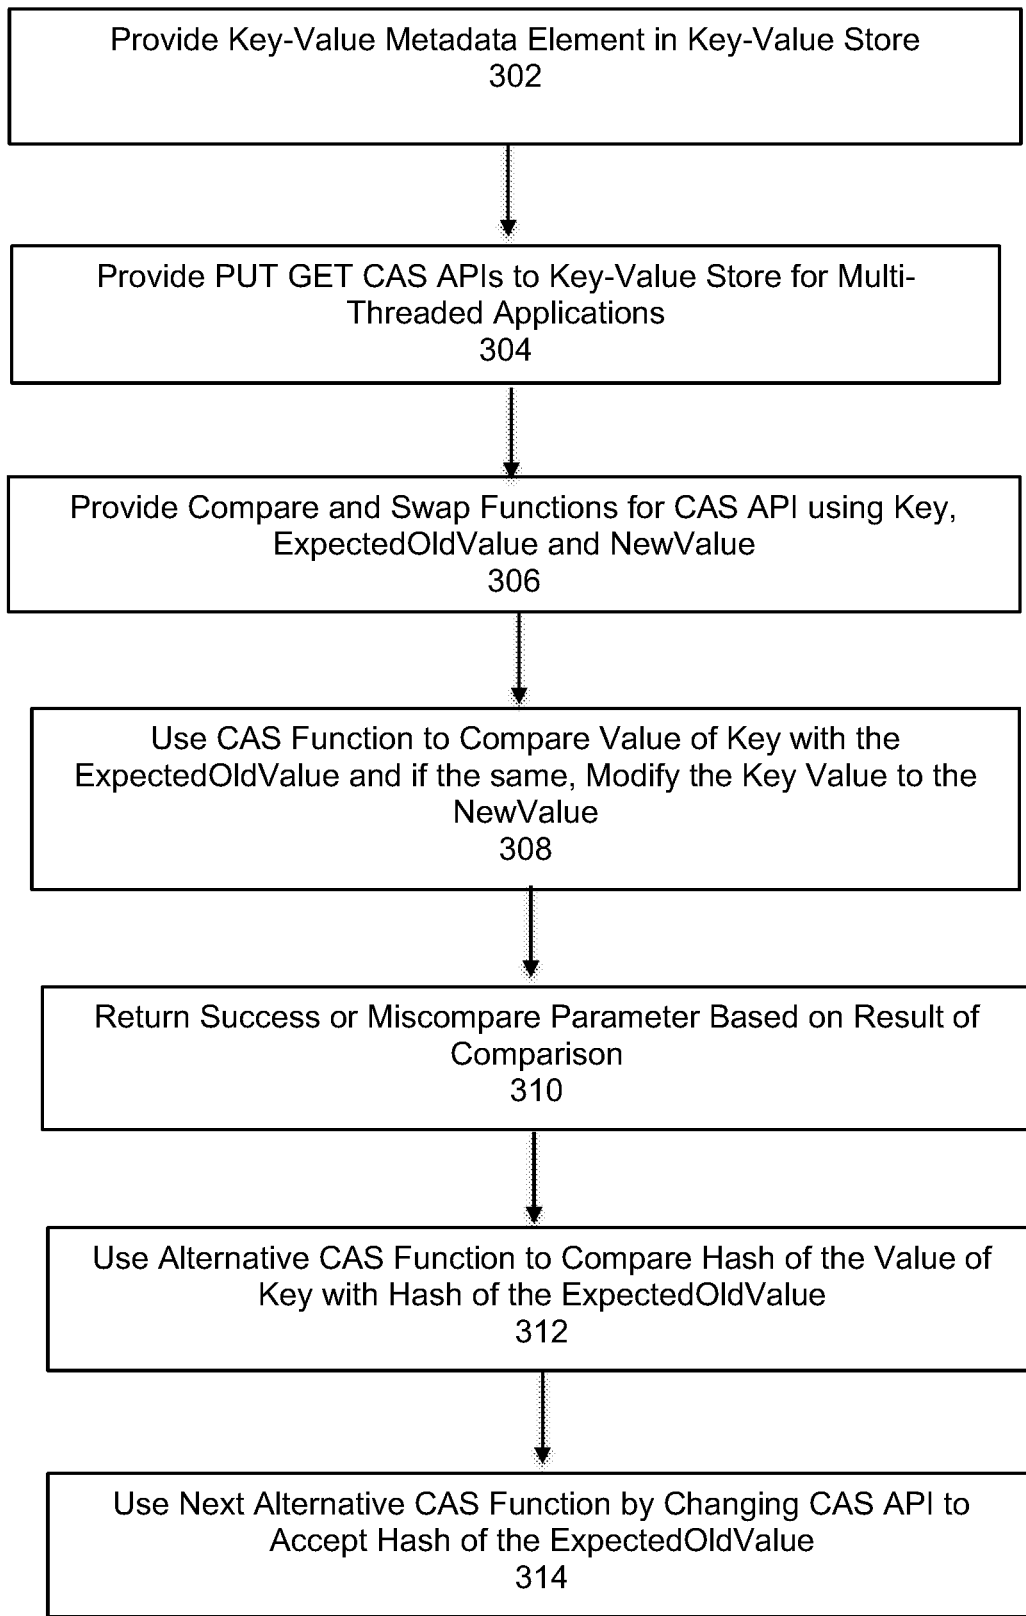 Provide Key-Value Metadata Element in Key-Value Store
302
Provide PUT GET CAS APIs to Key-Value Store for Multi-
Threaded Applications
304
Provide Compare and Swap Functions for CAS API using Key,
ExpectedOldValue and NewValue
306
Use CAS Function to Compare Value of Key with the
ExpectedOldValue and if the same, Modify the Key Value to the
NewValue
308
Return Success or Miscompare Parameter Based on Result of
Comparison
310
Use Alternative CAS Function to Compare Hash of the Value of
Key with Hash of the ExpectedOldValue
312
Use Next Alternative CAS Function by Changing CAS API to
Accept Hash of the ExpectedOldValue
314